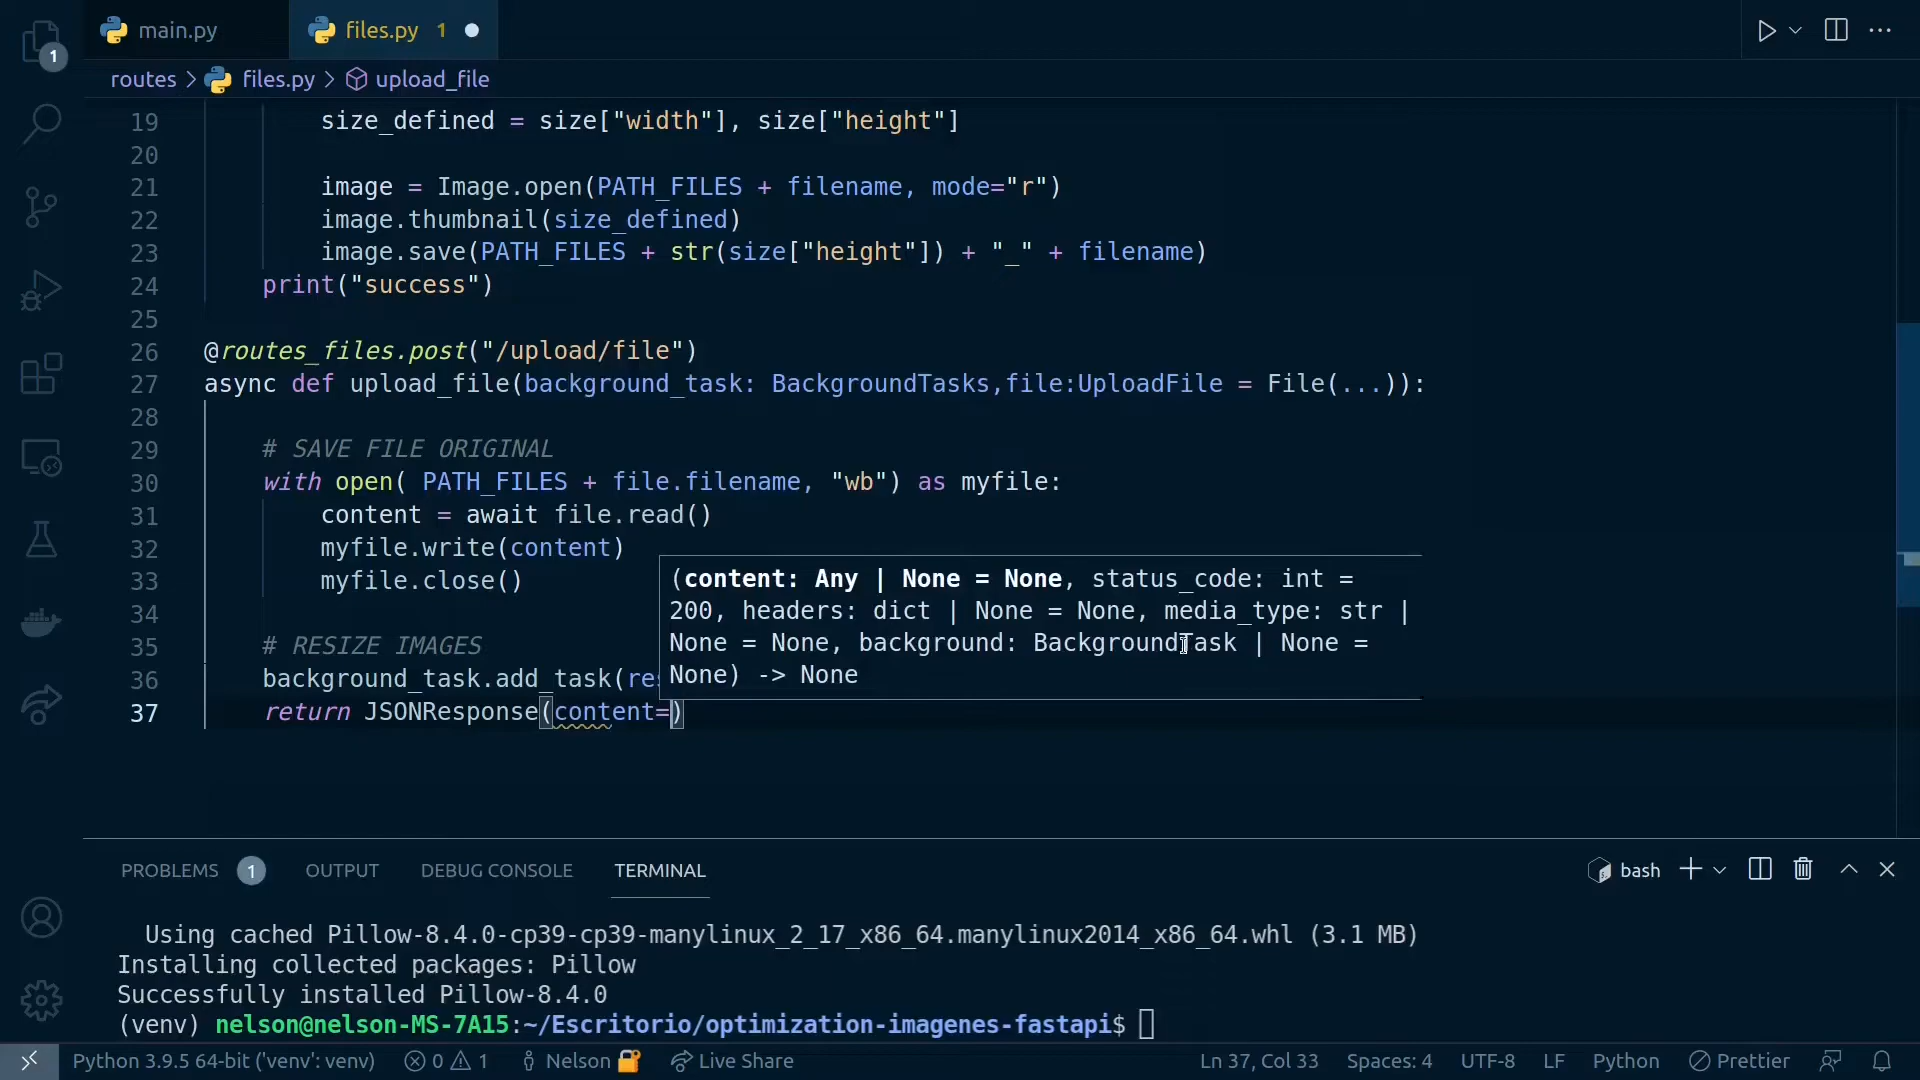 1
main.py
files.py 1
routes > files.py > upload_file
19 size_defined = size["width"], size["height"]
20
21 image = Image.open(PATH_FILES + filename, mode="r")
22 image.thumbnail(size_defined)
23 image.save(PATH_FILES + str(size["height"]) + "_" + filename)
24 print("success")
25
26 @routes_files.post("/upload/file")
27 async def upload_file(background_task: BackgroundTasks,file:UploadFile = File(...)):
28
29 # SAVE FILE ORIGINAL
30 with open( PATH_FILES + file.filename, "wb") as myfile:
31 content = await file.read()
32 myfile.write(content)
33 myfile.close()
34
35 # RESIZE IMAGES
36 background_task.add_task(res
37 return JSONResponse(content=)
(content: Any | None = None, status_code: int =
200, headers: dict | None = None, media_type: str |
None = None, background: BackgroundTask | None =
None) -> None
PROBLEMS 1 OUTPUT DEBUG CONSOLE TERMINAL bash
Using cached Pillow-8.4.0-cp39-cp39-manylinux_2_17_x86_64.manylinux2014_x86_64.whl (3.1 MB)
Installing collected packages: Pillow
Successfully installed Pillow-8.4.0
(venv) nelson@nelson-MS-7A15:~/Escritorio/optimization-imagenes-fastapi$
Python 3.9.5 64-bit ('venv': venv) 0 1 Nelson Live Share Ln 37, Col 33 Spaces: 4 UTF-8 LF Python Prettier